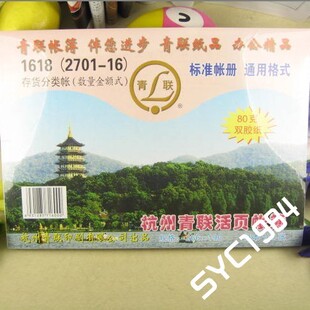 青联帐簿 伴您进步 青联纸品 办公精品
1618 (2701-16)
存货分类帐(数量金额式)
青 联
标准帐册 通用格式
80页
双胶纸
杭州青联活页帐
SYC1984